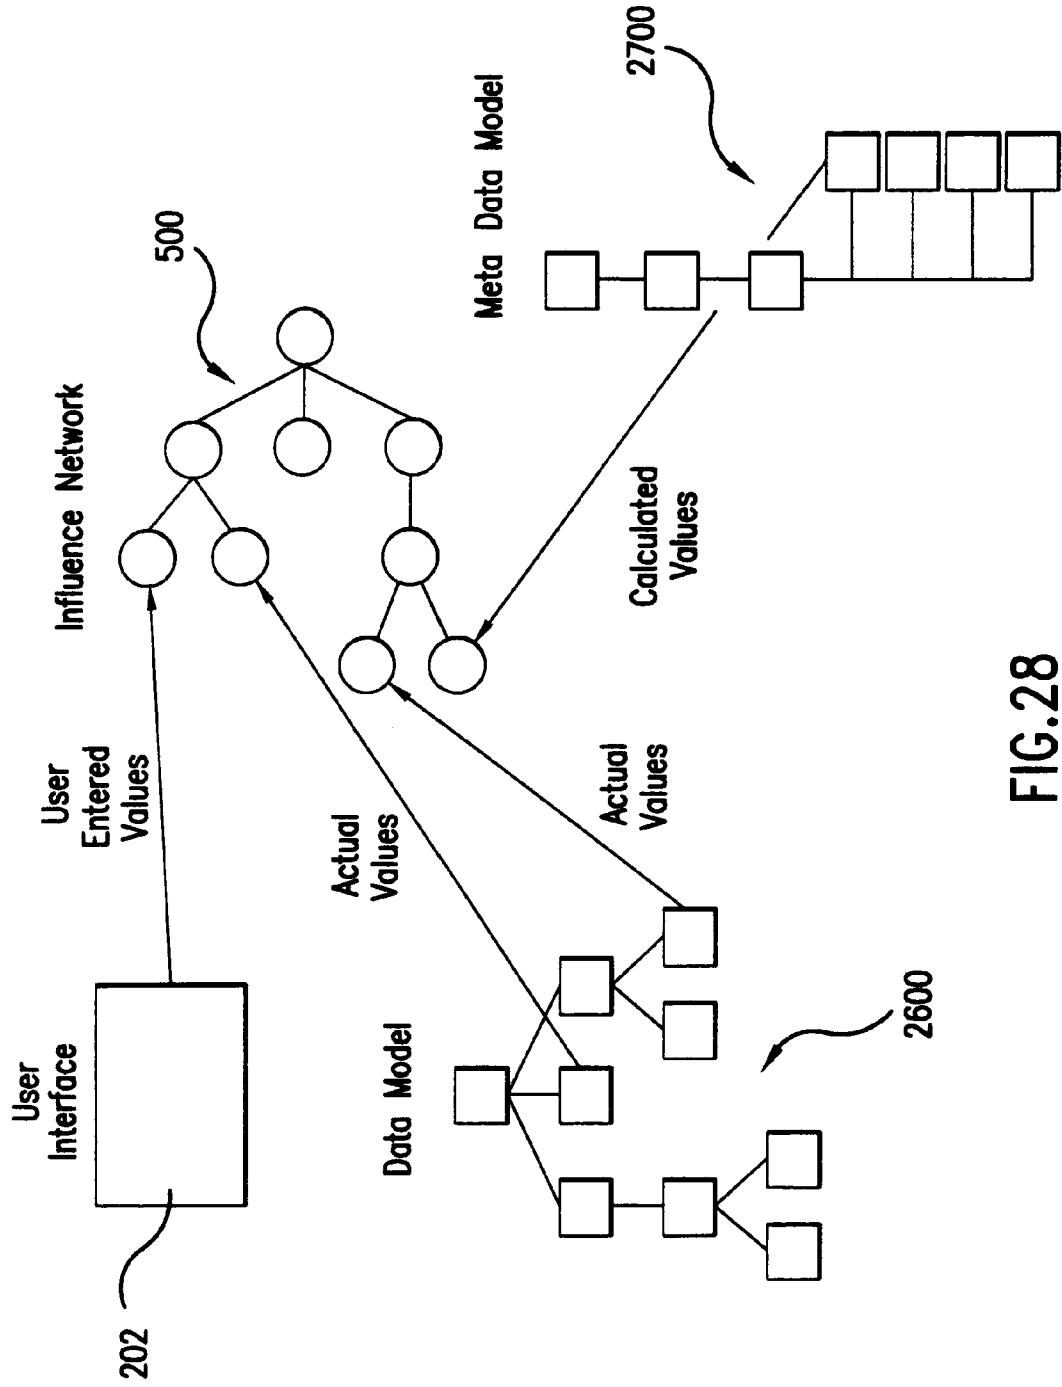 202
User
Interface
User
Entered
Values
Influence Network
500
Data Model
2600
Actual
Values
Actual
Values
Calculated
Values
Meta Data Model
2700
FIG.28